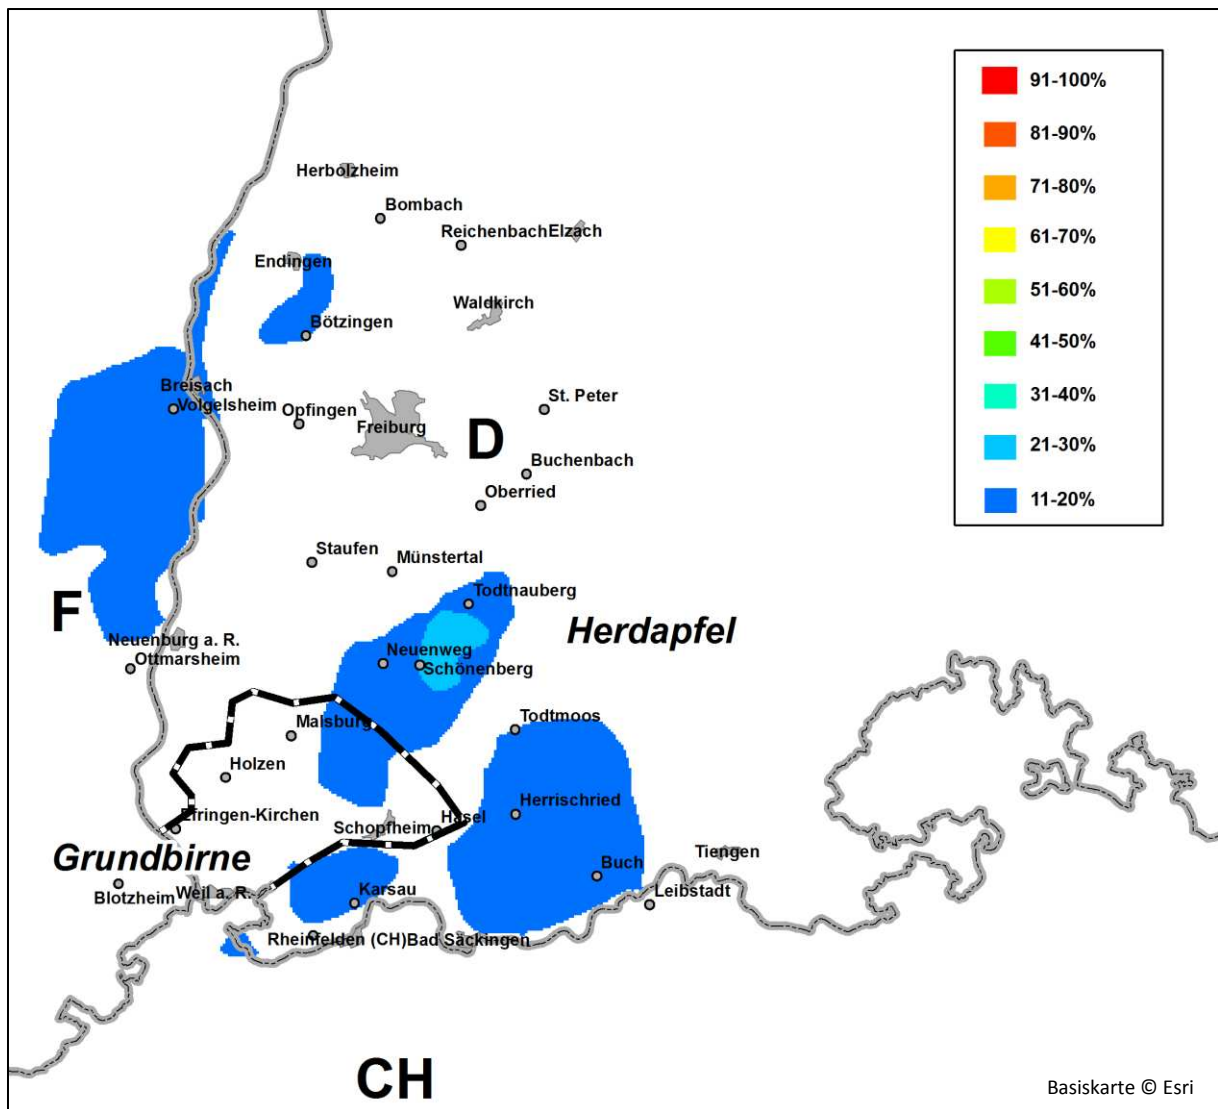 91-100%
81-90%
71-80%
61-70%
51-60%
41-50%
31-40%
21-30%
11-20%
Herbolzheim
Bombach
Reichenbach
Elzach
Endingen
Waldkirch
Bötzingen
Breisach
Volgelsheim
Opfingen
Freiburg
D
St. Peter
Buchenbach
Oberried
Staufen
Münstertal
F
Todtnauberg
Herdapfel
Neuenburg a. R.
Ottmarsheim
Neuenweg
Schönenberg
Malsburg
Todtmoos
Holzen
Efringen-Kirchen
Schopfheim
Hasel
Herrischried
Grundbirne
Tiengen
Buch
Blotzheim
Weil a. R.
Karsau
Leibstadt
Rheinfelden (CH)
Bad Säckingen
CH
Basiskarte © Esri